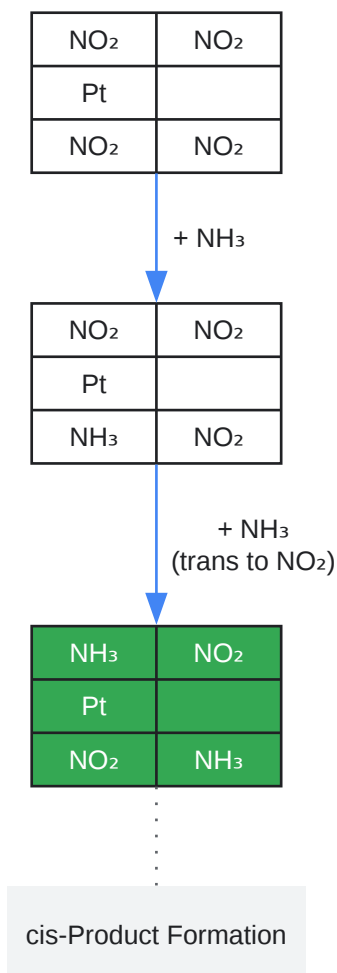 NO₂ NO₂
Pt
NO₂ NO₂
+ NH₃
NO₂ NO₂
Pt
NH₃ NO₂
+ NH₃
(trans to NO₂)
NH₃ NO₂
Pt
NO₂ NH₃
cis-Product Formation